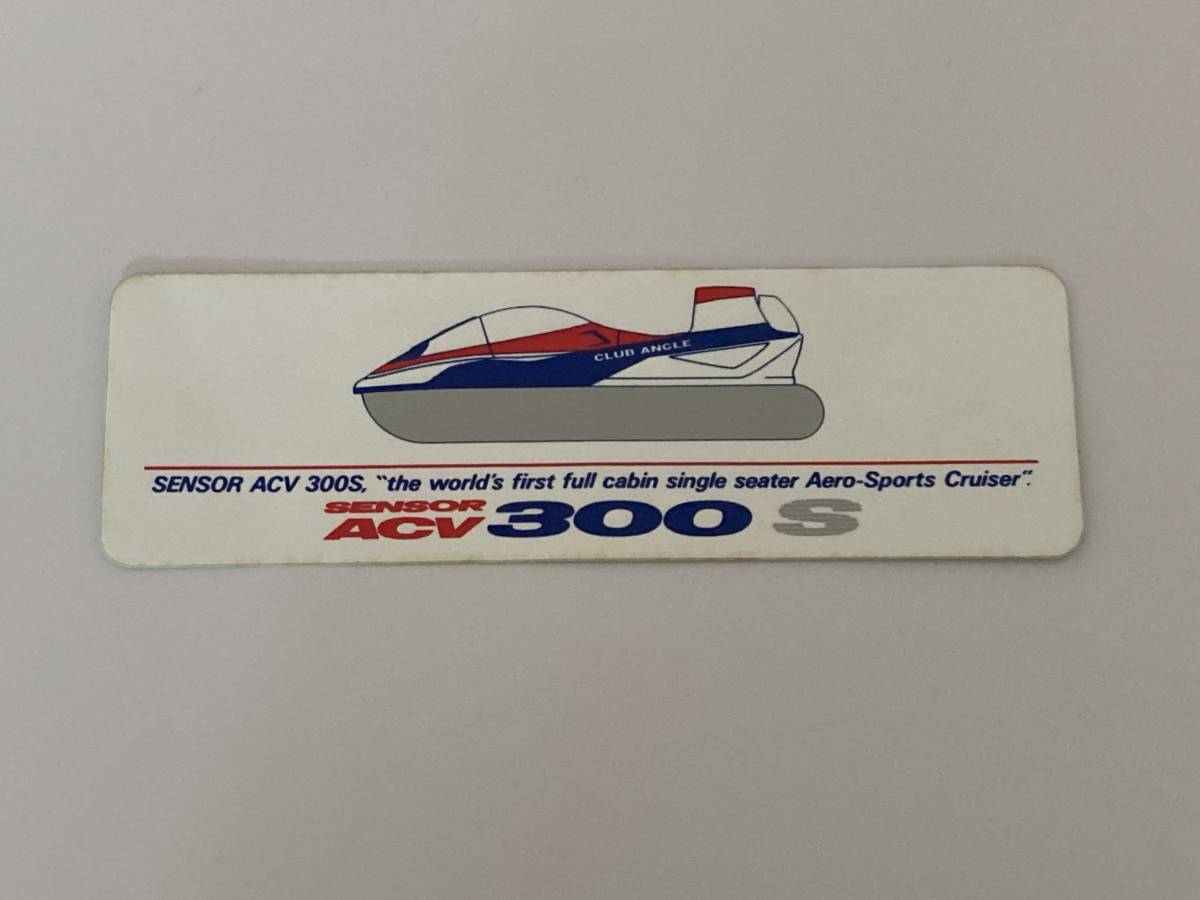 CLUB ANGLE
SENSOR ACV 300S, "the world's first full cabin single seater Aero-Sports Cruiser".
SENSOR
ACV 300 S